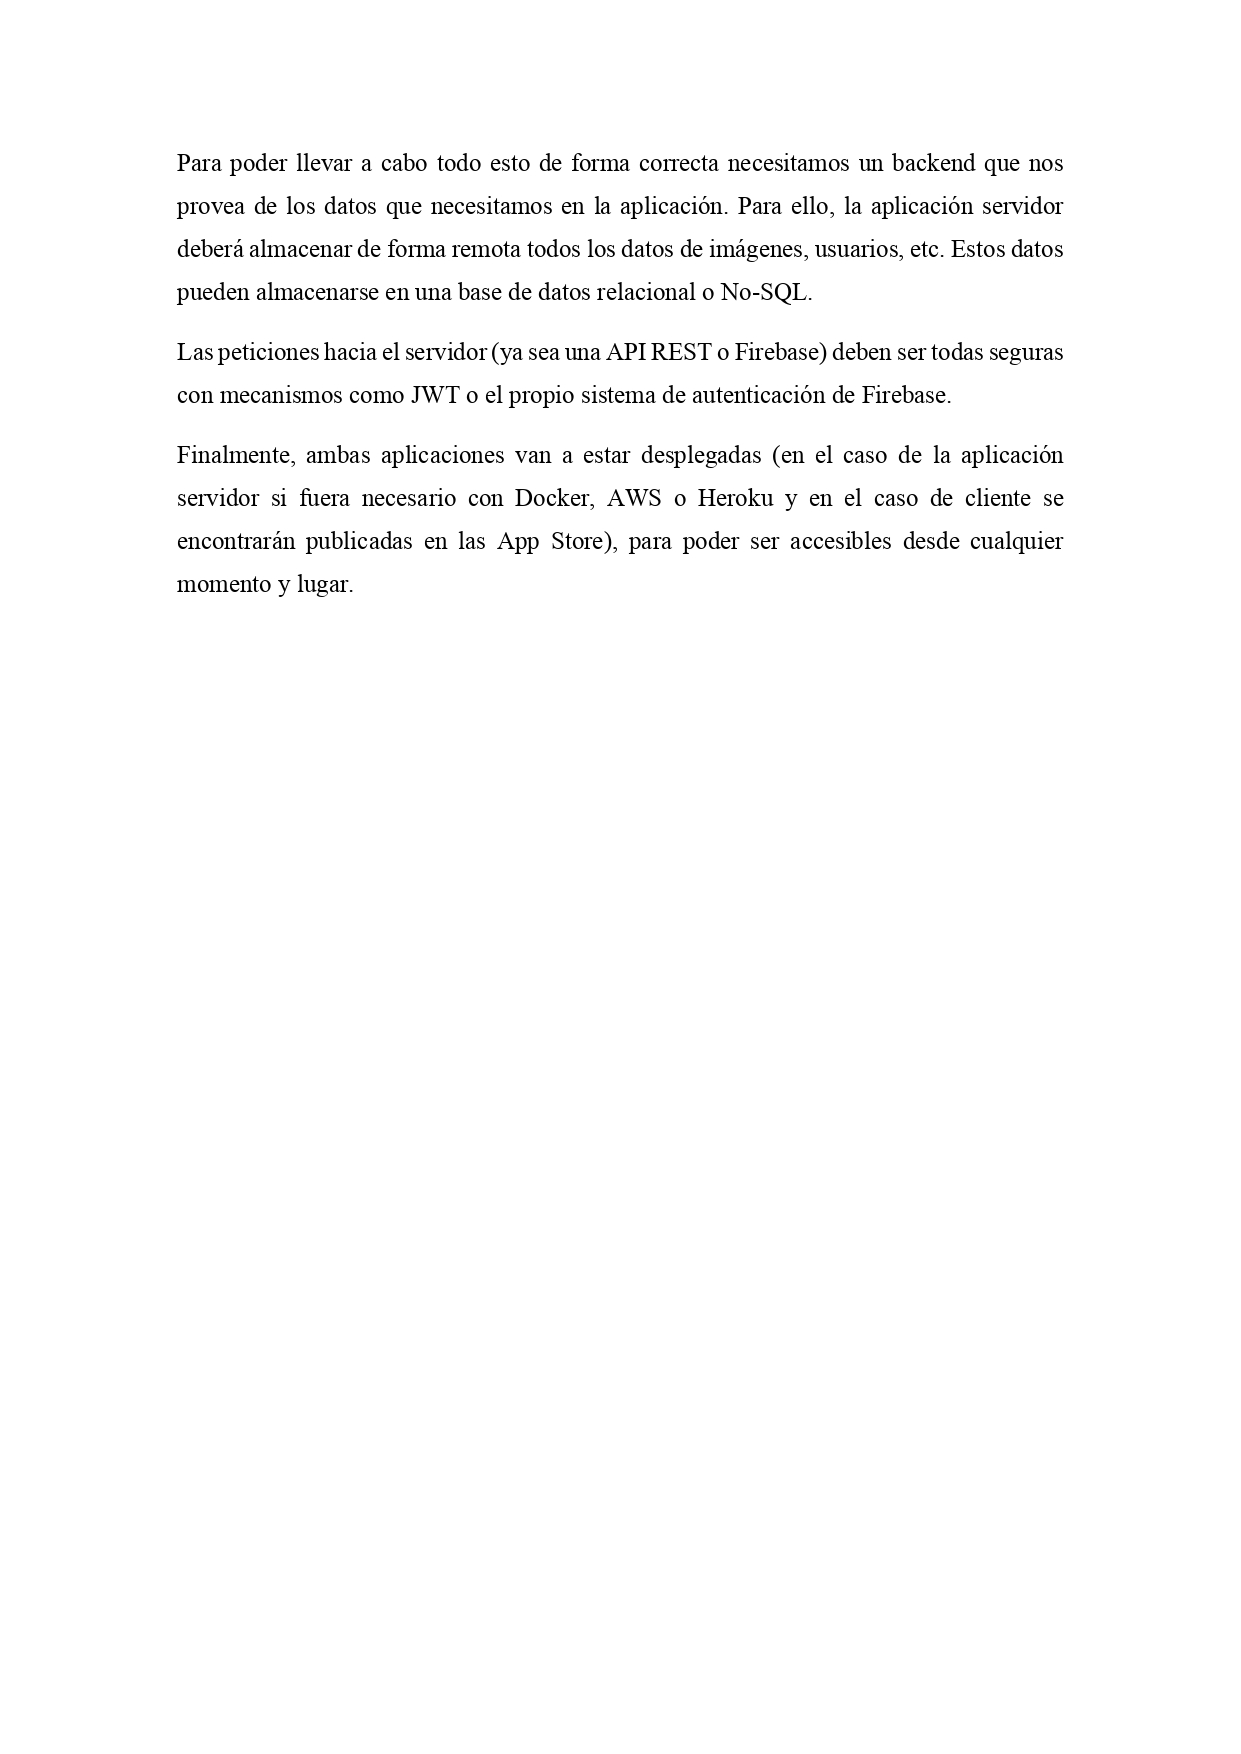 Para poder llevar a cabo todo esto de forma correcta necesitamos un backend que nos
provea de los datos que necesitamos en la aplicación. Para ello, la aplicación servidor
deberá almacenar de forma remota todos los datos de imágenes, usuarios, etc. Estos datos
pueden almacenarse en una base de datos relacional o No-SQL.
Las peticiones hacia el servidor (ya sea una API REST o Firebase) deben ser todas seguras
con mecanismos como JWT o el propio sistema de autenticación de Firebase.
Finalmente, ambas aplicaciones van a estar desplegadas (en el caso de la aplicación
servidor si fuera necesario con Docker, AWS o Heroku y en el caso de cliente se
encontrarán publicadas en las App Store), para poder ser accesibles desde cualquier
momento y lugar.